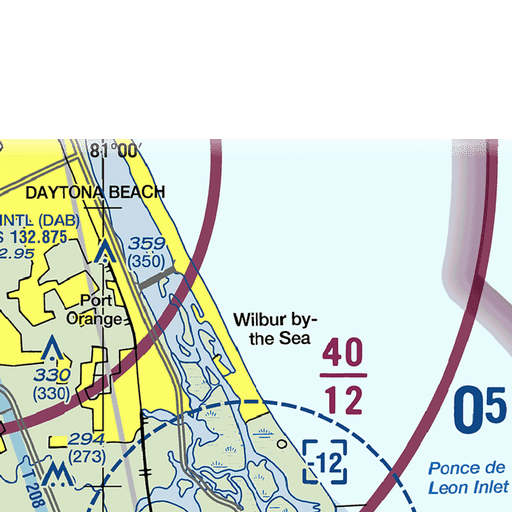 81°00'
DAYTONA BEACH
INTL (DAB)
S 132.875
2.95
359
(350)
Port
Orange
Wilbur by-
the Sea
40
12
330
(330)
05
294
(273)
-12
Ponce de
Leon Inlet
IT 208